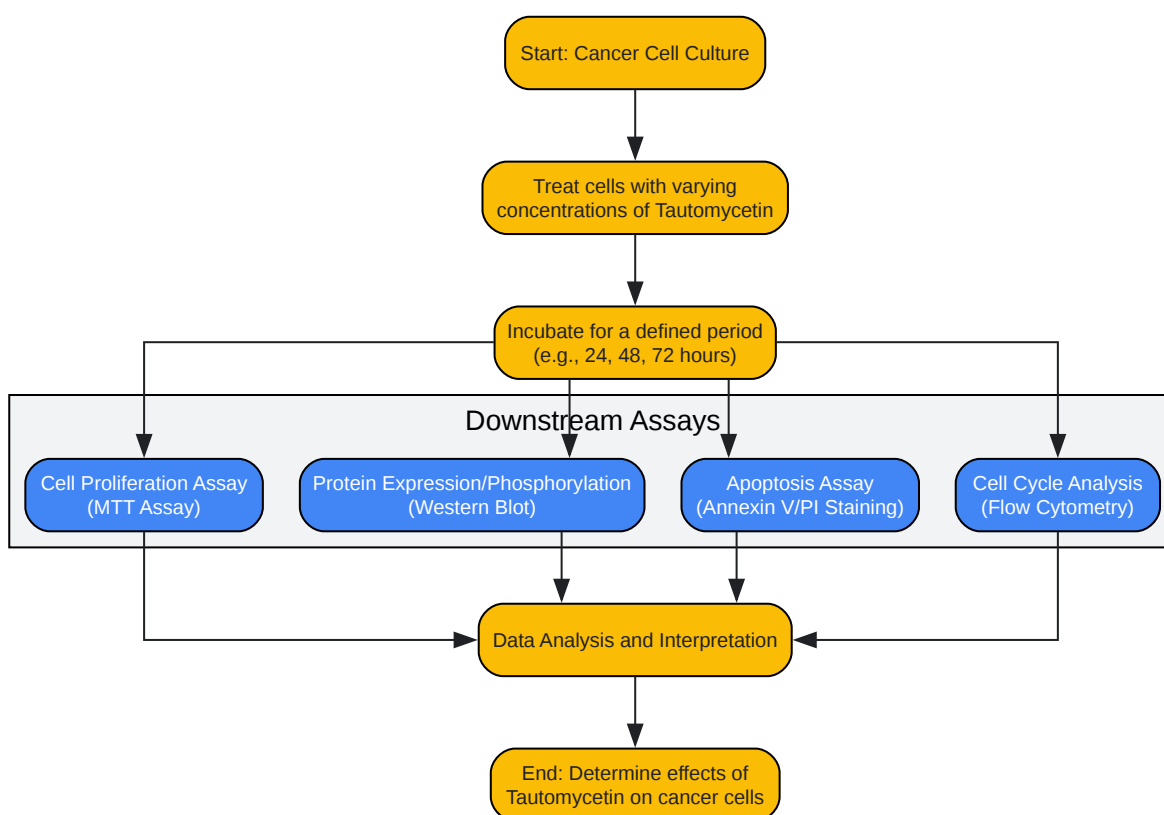 Start: Cancer Cell Culture
Treat cells with varying
concentrations of Tautomycetin
Incubate for a defined period
(e.g., 24, 48, 72 hours)
Downstream Assays
Cell Proliferation Assay
(MTT Assay)
Protein Expression/Phosphorylation
(Western Blot)
Apoptosis Assay
(Annexin V/PI Staining)
Cell Cycle Analysis
(Flow Cytometry)
Data Analysis and Interpretation
End: Determine effects of
Tautomycetin on cancer cells